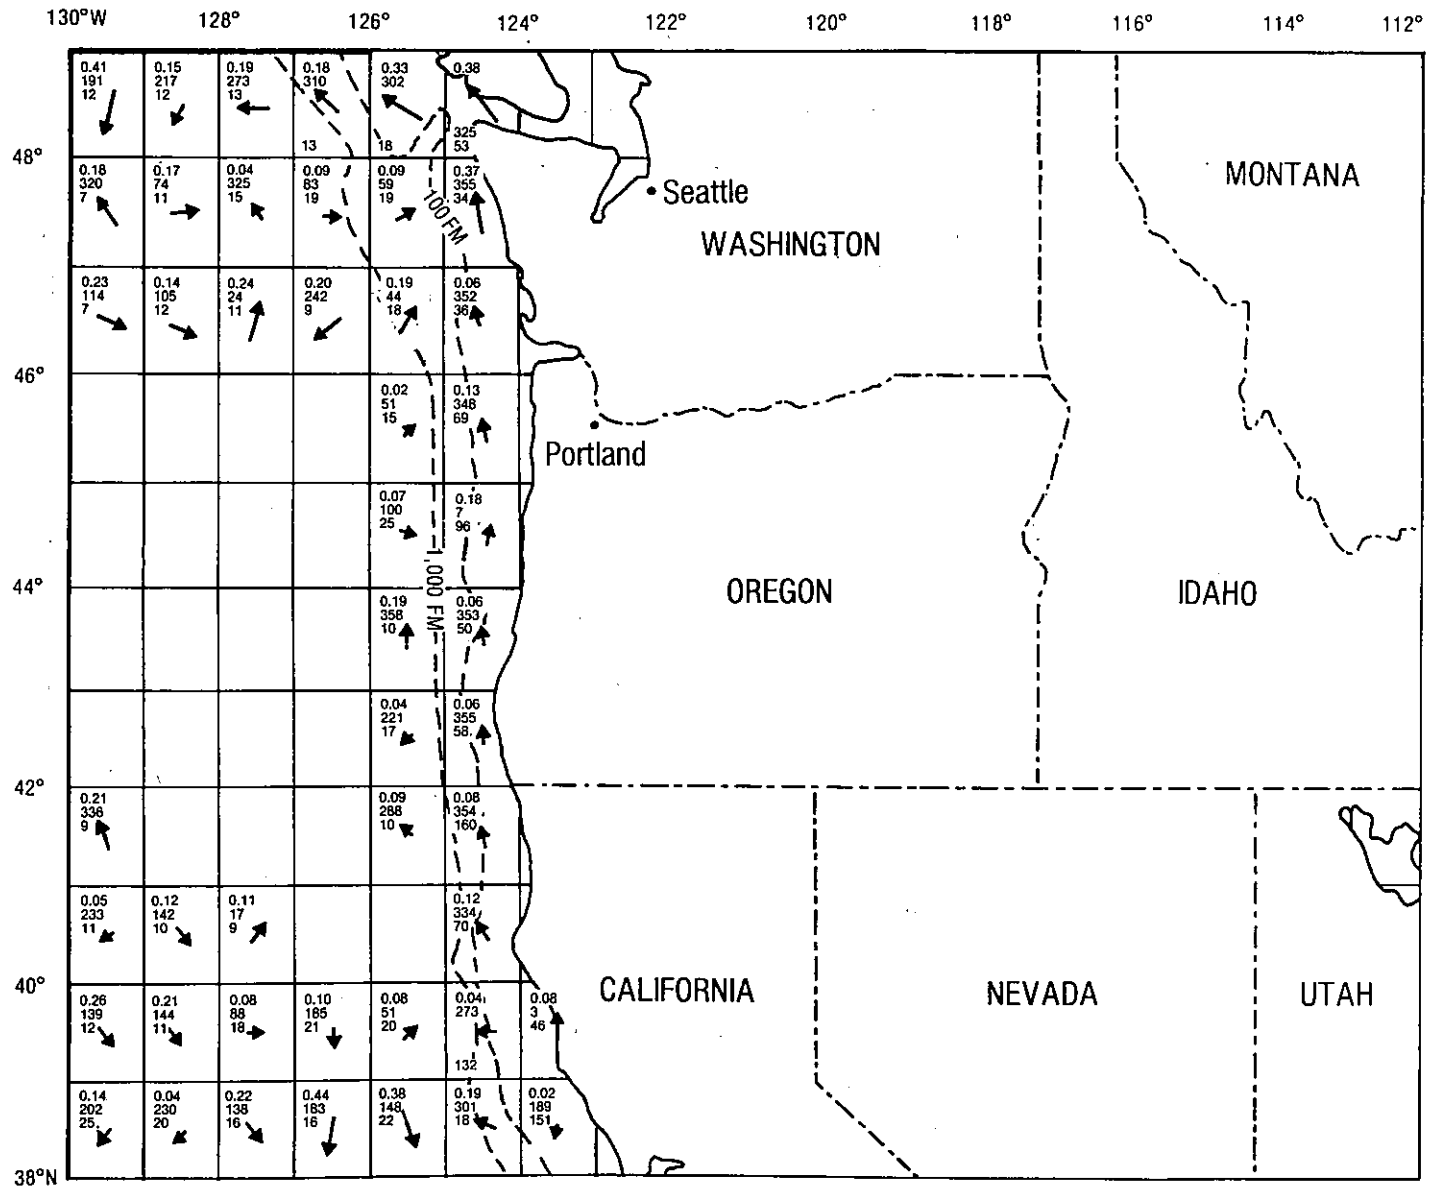 130°W 128° 126° 124° 122° 120° 118° 116° 114° 112°
0.41 0.15 0.19 0.18 0.33 0.38
191 217 273 310 302
12 12 13
325
13 18 53
48°
0.18 0.17 0.04 0.09 0.09 0.37
320 74 325 83 59 355
7 11 15 19 19 34
MONTANA
Seattle
100 FM
WASHINGTON
0.23 0.14 0.24 0.20 0.19 0.06
114 105 24 242 44 352
7 12 11 9 18 36
46°
0.02 0.13
51 348
15 69
Portland
0.07 0.18
100 7
25 96
1,000 FM
44°
0.19 0.06
358 353
10 50
OREGON IDAHO
0.04 0.06
221 355
17 58
42°
0.21 0.09 0.08
336 288 354
9 10 160
0.05 0.12 0.11 0.12
233 142 17 334
11 10 9 70
40°
0.26 0.21 0.08 0.10 0.08 0.04 0.08
139 144 88 185 51 273 3
12 11 18 21 20 46
132
CALIFORNIA NEVADA UTAH
0.14 0.04 0.22 0.44 0.38 0.19 0.02
202 230 138 183 148 301 189
25 20 16 16 22 18 151
38°N